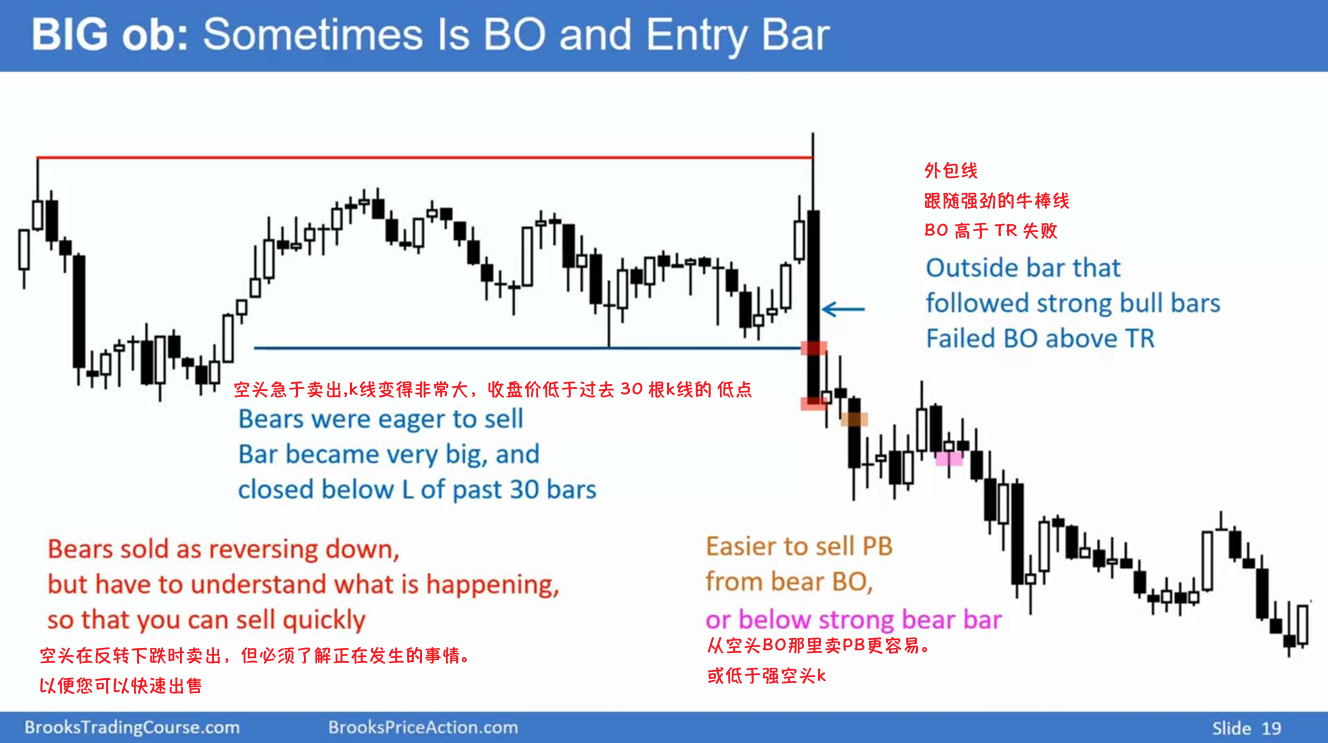 BIG ob: Sometimes Is BO and Entry Bar
外包线
跟随强劲的牛棒线
BO 高于 TR 失败
Outside bar that
followed strong bull bars
Failed BO above TR
空头急于卖出,k线变得非常大，收盘价低于过去 30 根k线的 低点
Bears were eager to sell
Bar became very big, and
closed below L of past 30 bars
Bears sold as reversing down,
but have to understand what is happening,
so that you can sell quickly
空头在反转下跌时卖出，但必须了解正在发生的事情。
以便您可以快速出售
Easier to sell PB
from bear BO,
or below strong bear bar
从空头BO那里卖PB更容易。
或低于强空头k
BrooksTradingCourse.com
BrooksPriceAction.com
Slide 19